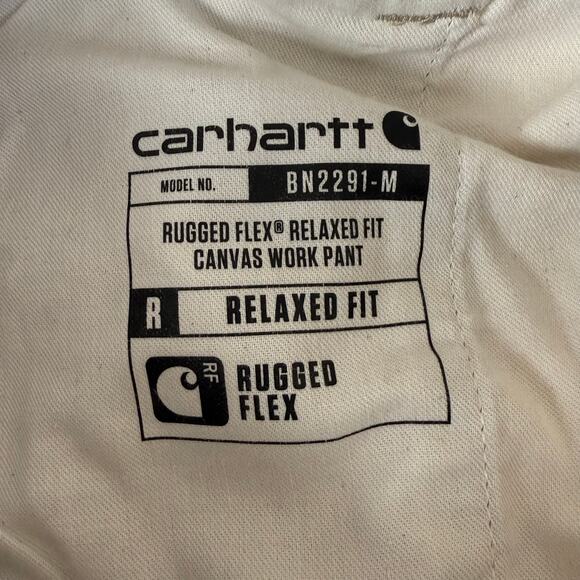 carhartt
MODEL NO. BN2291-M
RUGGED FLEX® RELAXED FIT
CANVAS WORK PANT
R RELAXED FIT
RF RUGGED
FLEX